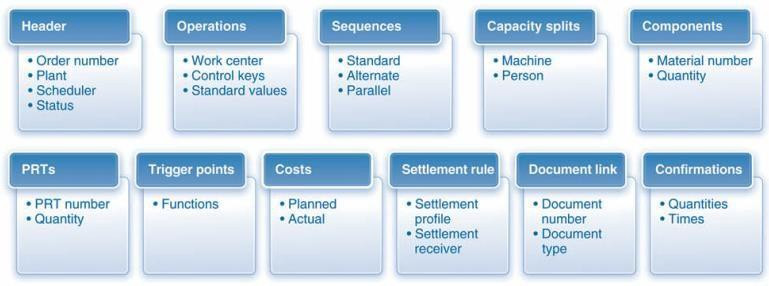 Header
• Order number
• Plant
• Scheduler
• Status
Operations
• Work center
• Control keys
• Standard values
Sequences
• Standard
• Alternate
• Parallel
Capacity splits
• Machine
• Person
Components
• Material number
• Quantity
PRTs
• PRT number
• Quantity
Trigger points
• Functions
Costs
• Planned
• Actual
Settlement rule
• Settlement
profile
• Settlement
receiver
Document link
• Document
number
• Document
type
Confirmations
• Quantities
• Times